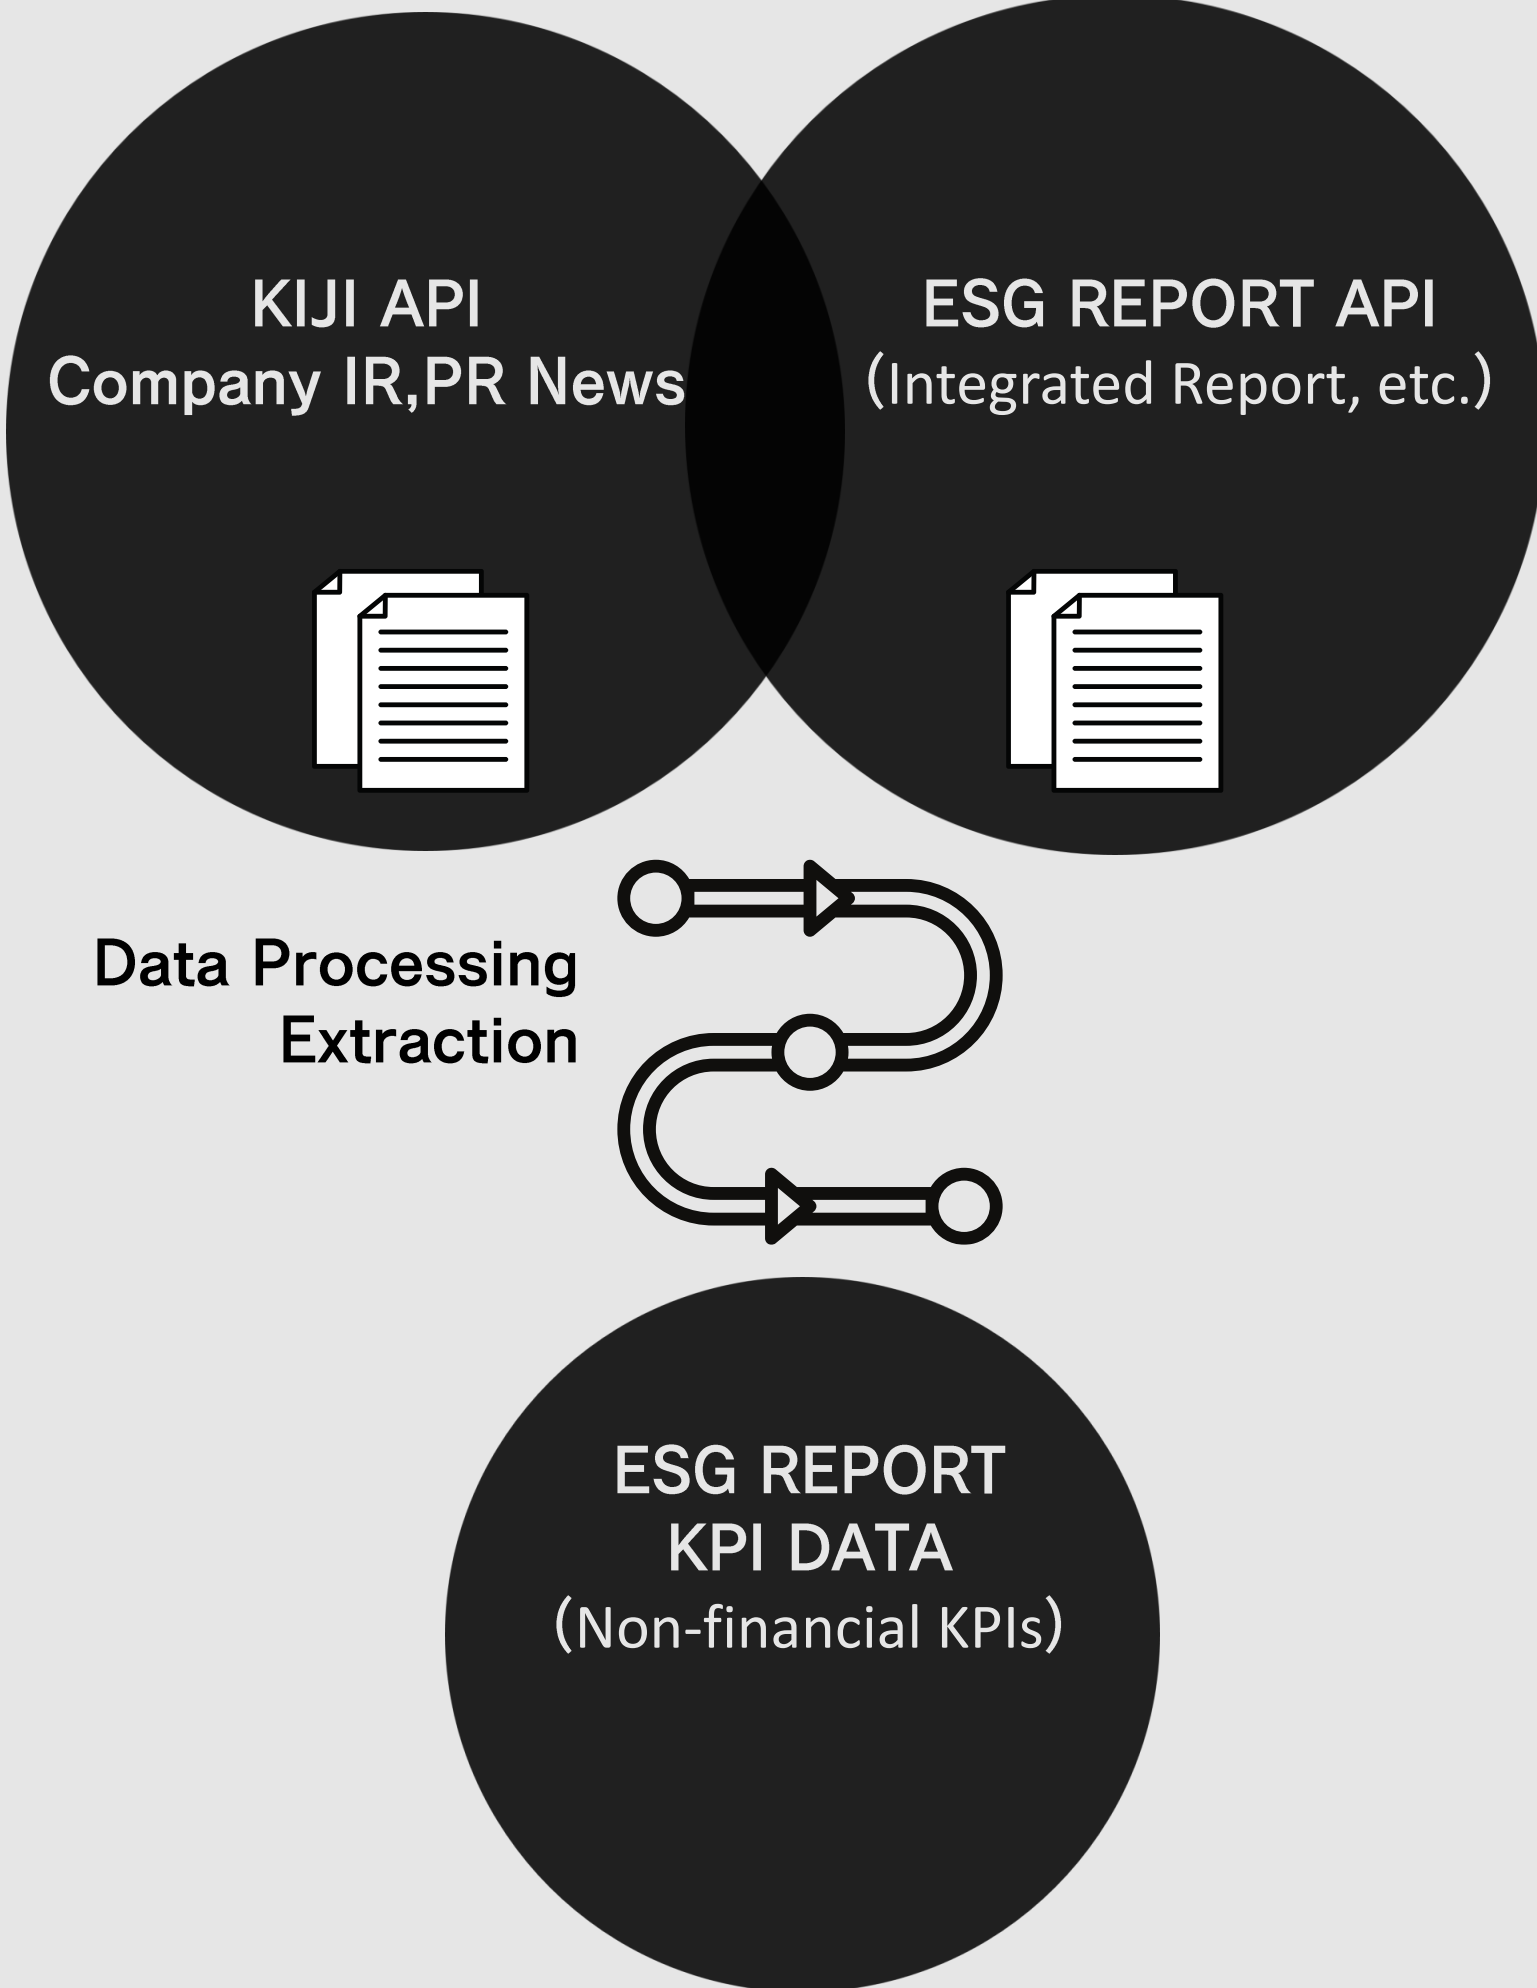 KIJI API
Company IR,PR News
ESG REPORT API
(Integrated Report, etc.)
Data Processing
Extraction
ESG REPORT
KPI DATA
(Non-financial KPIs)